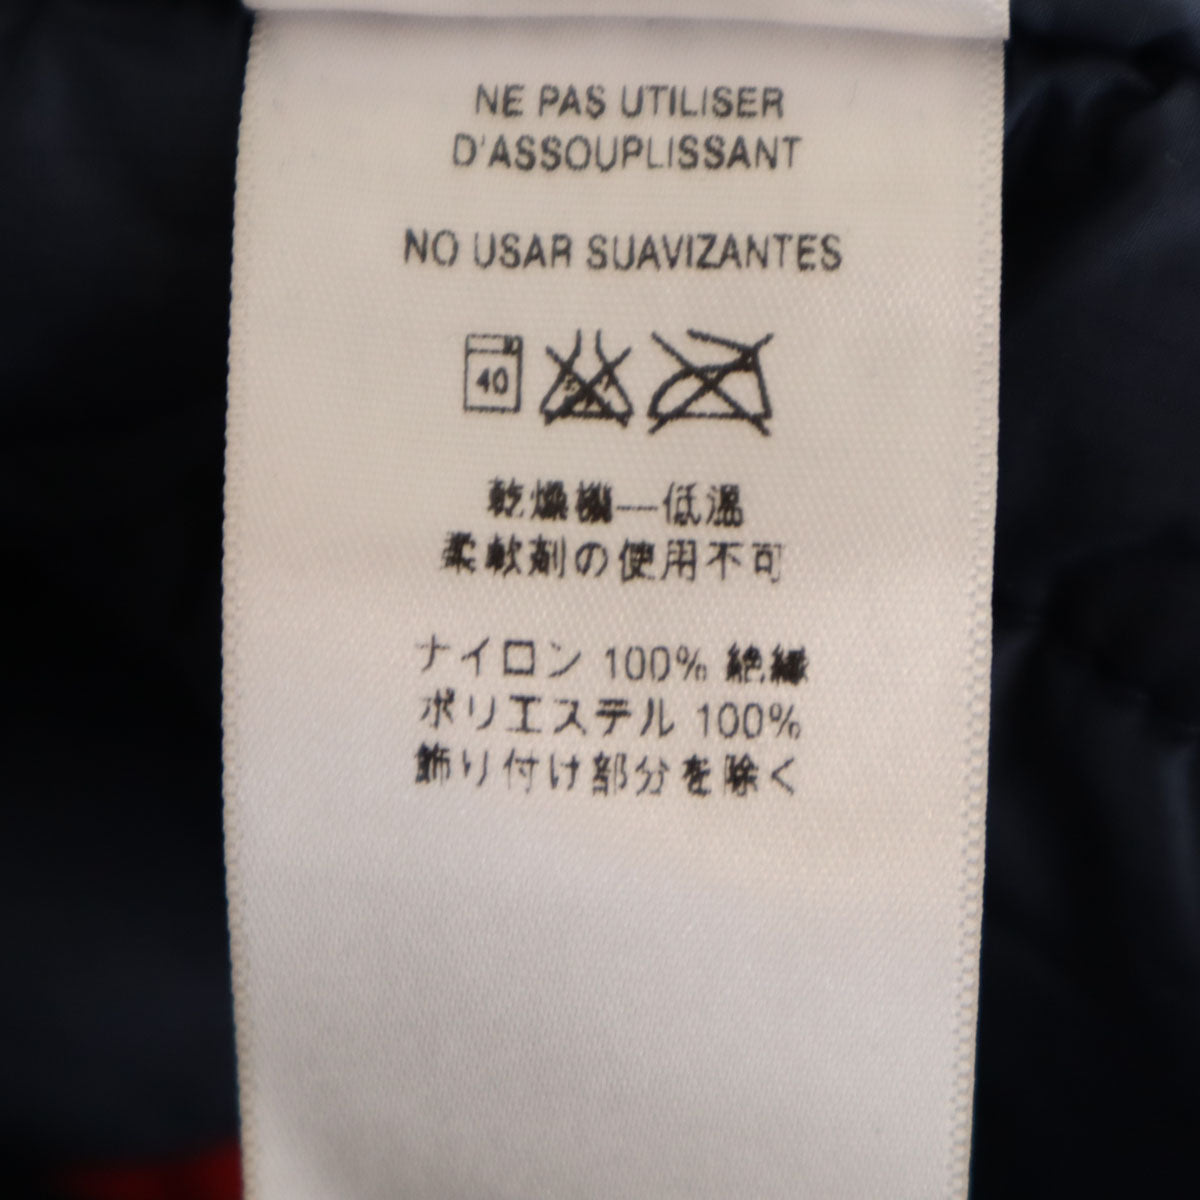 NE PAS UTILISER
D'ASSOUPLISSANT
NO USAR SUAVIZANTES
40
乾燥機—低温
柔軟剤の使用不可
ナイロン 100% 絶縁
ポリエステル 100%
飾り付け部分を除く